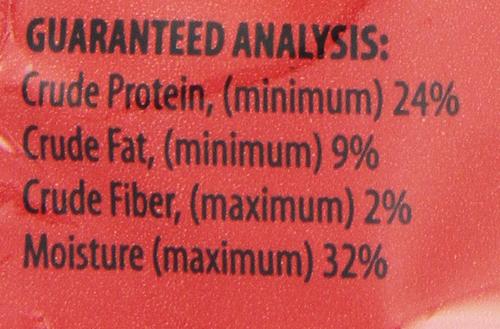 GUARANTEED ANALYSIS:
Crude Protein, (minimum) 24%
Crude Fat, (minimum) 9%
Crude Fiber, (maximum) 2%
Moisture (maximum) 32%